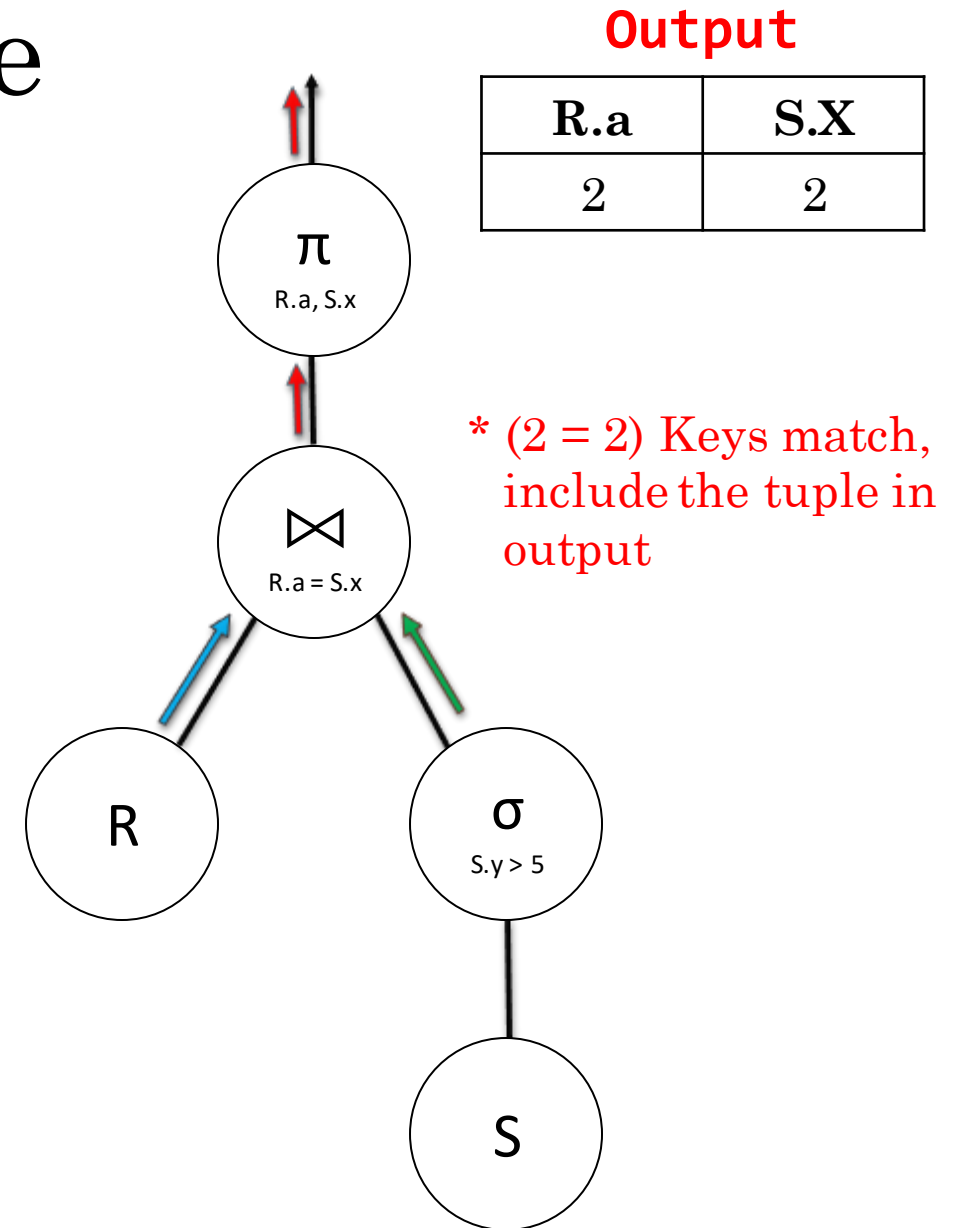 e
Output
R.a S.X
2 2
π
R.a, S.x
* (2 = 2) Keys match,
include the tuple in
output
⋈
R.a = S.x
R
σ
S.y > 5
S